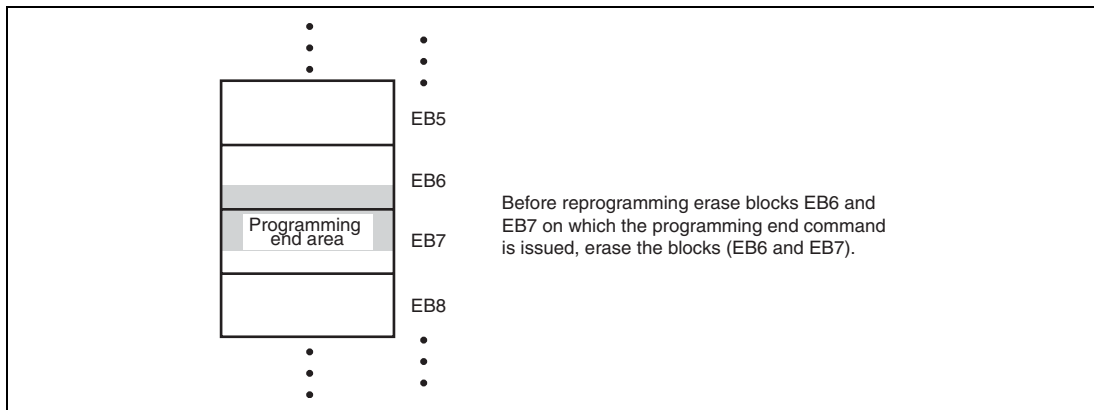 EB5
EB6
Programming
end area
EB7
EB8
Before reprogramming erase blocks EB6 and
EB7 on which the programming end command
is issued, erase the blocks (EB6 and EB7).